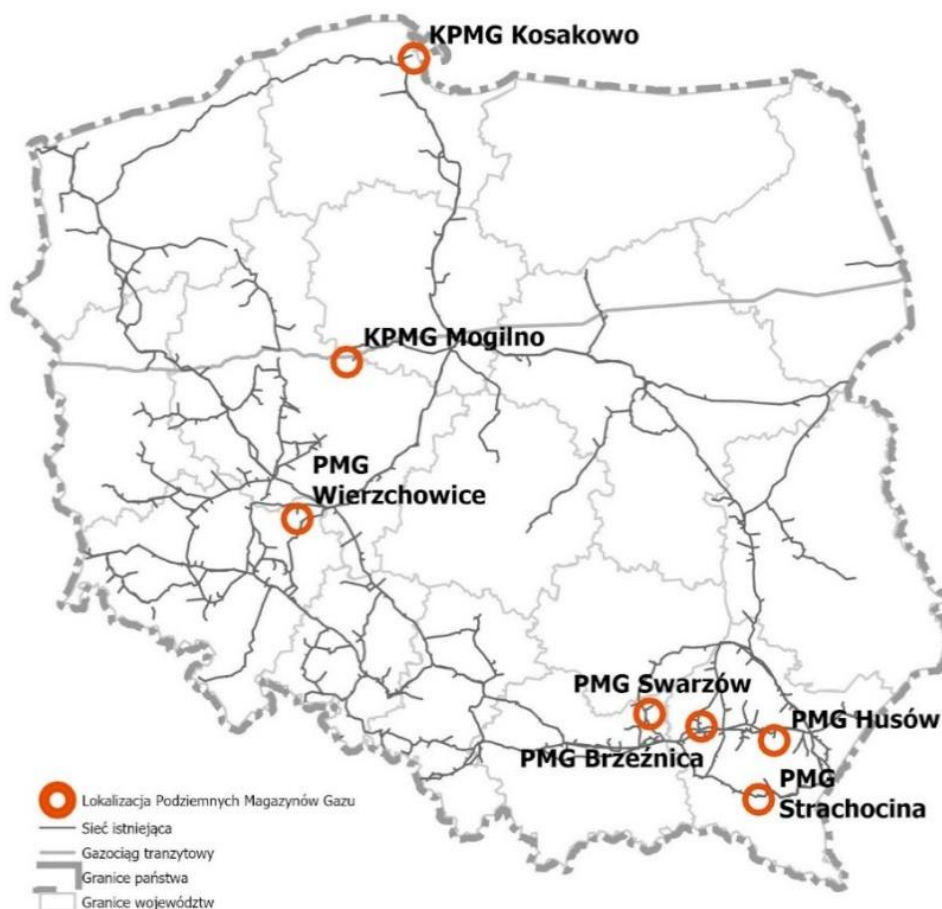 KPMG Kosakowo
KPMG Mogilno
PMG
Wierzchowice
PMG Swarzów
PMG Husów
PMG Brzeźnica
PMG
Strachocina
Lokalizacja Podziemnych Magazynów Gazu
Sieć istniejąca
Gazociąg tranzytowy
Granice państwa
Granice województw